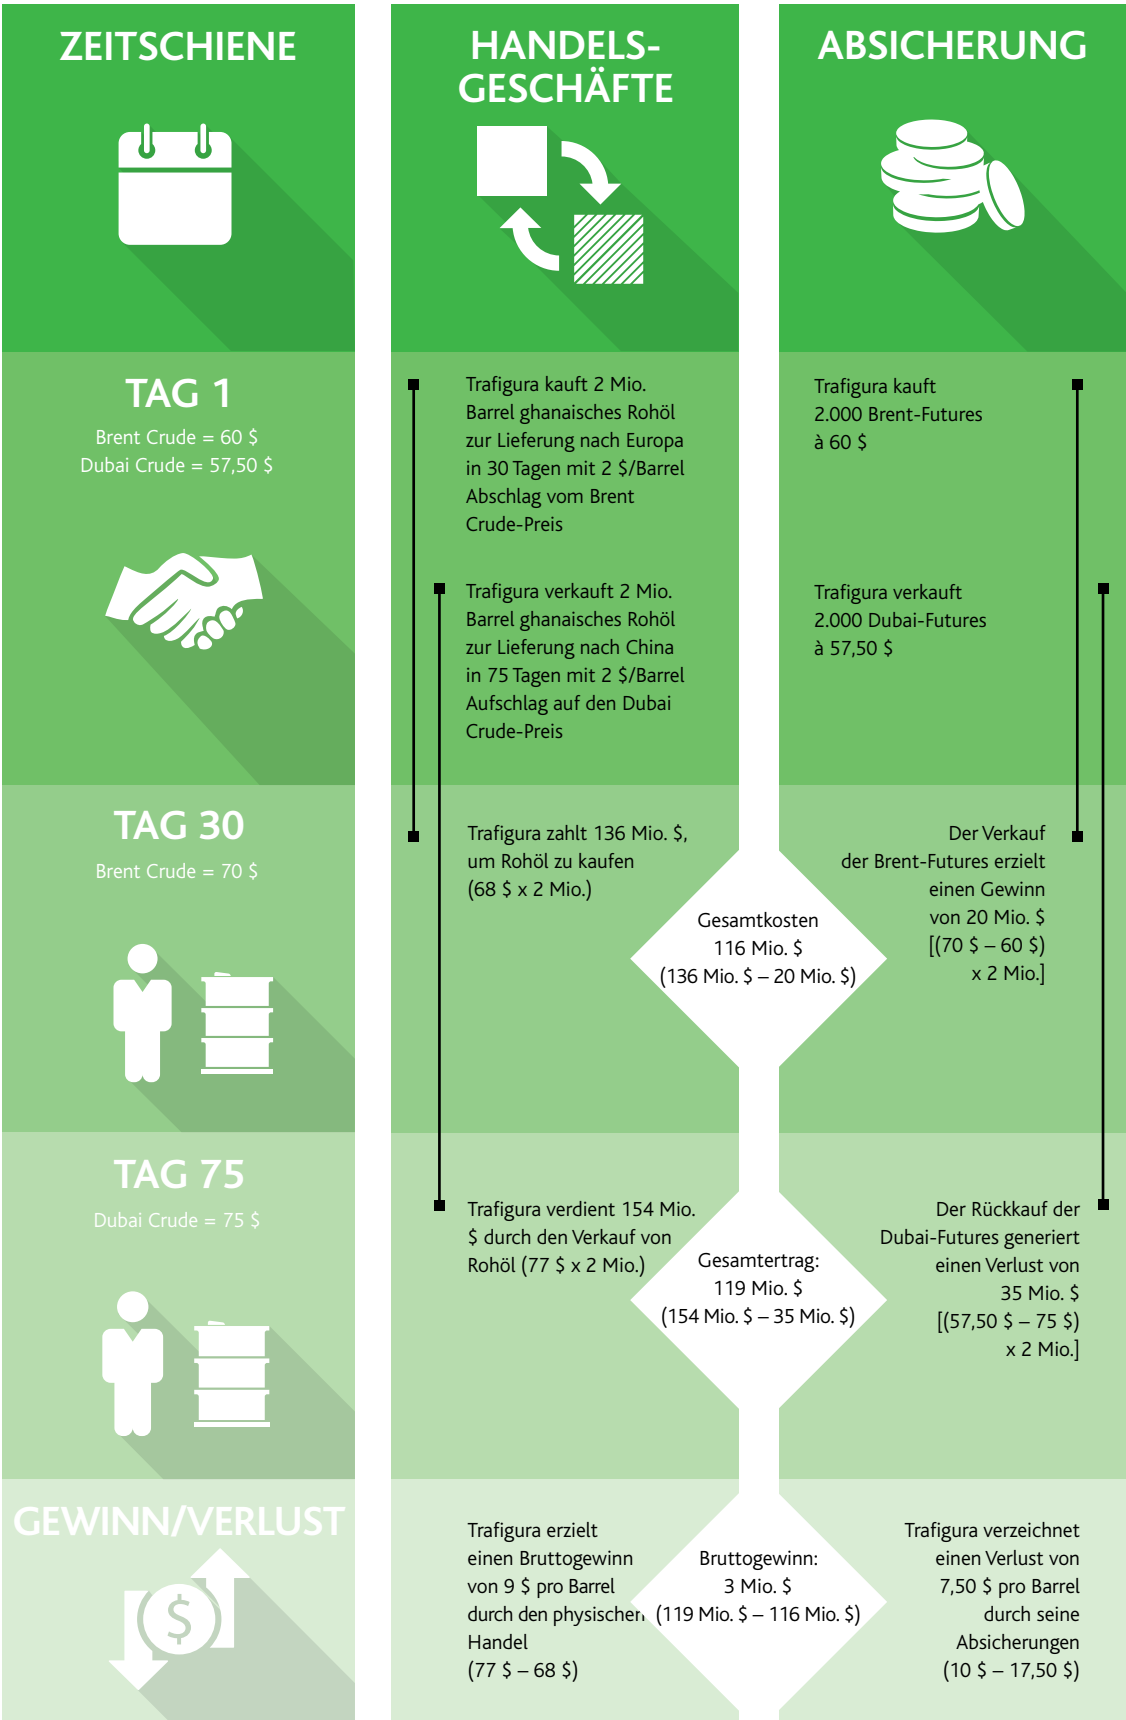 ZEITSCHIENE
HANDELS-
GESCHÄFTE
ABSICHERUNG
TAG 1
Brent Crude = 60 $
Dubai Crude = 57,50 $
Trafigura kauft 2 Mio.
Barrel ghanaisches Rohöl
zur Lieferung nach Europa
in 30 Tagen mit 2 $/Barrel
Abschlag vom Brent
Crude-Preis
Trafigura kauft
2.000 Brent-Futures
à 60 $
Trafigura verkauft 2 Mio.
Barrel ghanaisches Rohöl
zur Lieferung nach China
in 75 Tagen mit 2 $/Barrel
Aufschlag auf den Dubai
Crude-Preis
Trafigura verkauft
2.000 Dubai-Futures
à 57,50 $
TAG 30
Brent Crude = 70 $
Trafigura zahlt 136 Mio. $,
um Rohöl zu kaufen
(68 $ x 2 Mio.)
Gesamtkosten
116 Mio. $
(136 Mio. $ – 20 Mio. $)
Der Verkauf
der Brent-Futures erzielt
einen Gewinn
von 20 Mio. $
[(70 $ – 60 $)
x 2 Mio.]
TAG 75
Dubai Crude = 75 $
Trafigura verdient 154 Mio.
$ durch den Verkauf von
Rohöl (77 $ x 2 Mio.)
Gesamtertrag:
119 Mio. $
(154 Mio. $ – 35 Mio. $)
Der Rückkauf der
Dubai-Futures generiert
einen Verlust von
35 Mio. $
[(57,50 $ – 75 $)
x 2 Mio.]
GEWINN/VERLUST
$
Trafigura erzielt
einen Bruttogewinn
von 9 $ pro Barrel
durch den physischen
Handel
(77 $ – 68 $)
Bruttogewinn:
3 Mio. $
(119 Mio. $ – 116 Mio. $)
Trafigura verzeichnet
einen Verlust von
7,50 $ pro Barrel
durch seine
Absicherungen
(10 $ – 17,50 $)